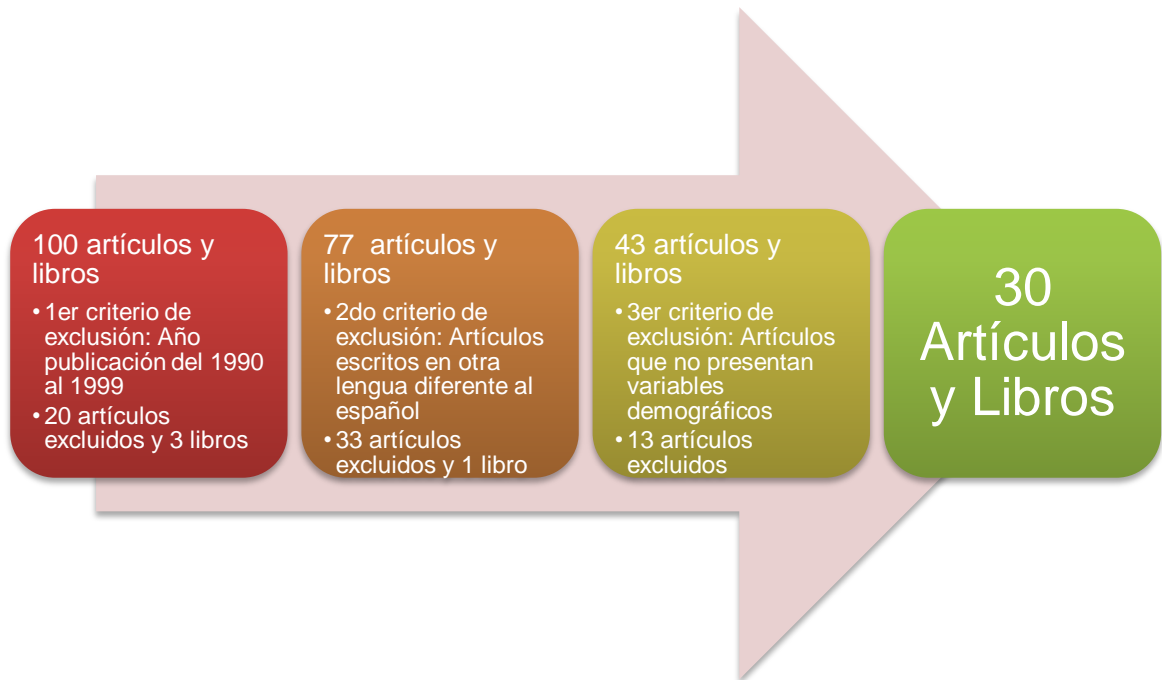 100 artículos y
libros
• 1er criterio de
exclusión: Año
publicación del 1990
al 1999
• 20 artículos
excluidos y 3 libros
77 artículos y
libros
• 2do criterio de
exclusión: Artículos
escritos en otra
lengua diferente al
español
• 33 artículos
excluidos y 1 libro
43 artículos y
libros
• 3er criterio de
exclusión: Artículos
que no presentan
variables
demográficos
• 13 artículos
excluidos
30
Artículos
y Libros